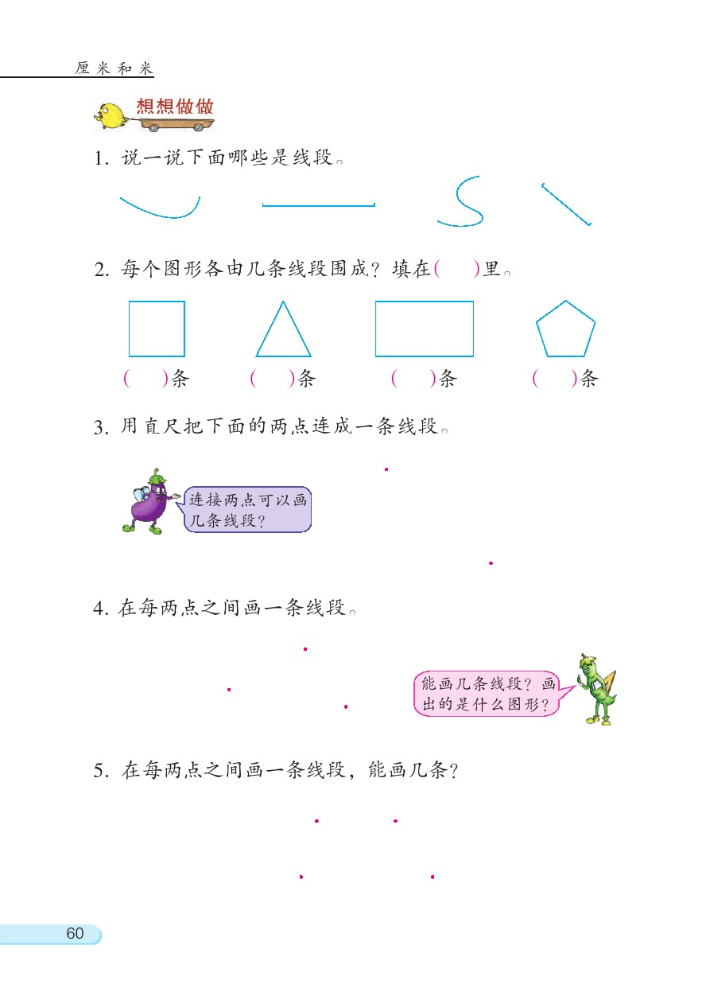 厘米和米
想想做做
1. 说一说下面哪些是线段。
2. 每个图形各由几条线段围成？填在(  )里。
(  )条 (  )条 (  )条 (  )条
3. 用直尺把下面的两点连成一条线段。
连接两点可以画
几条线段？
4. 在每两点之间画一条线段。
能画几条线段？画
出的是什么图形？
5. 在每两点之间画一条线段，能画几条？
60